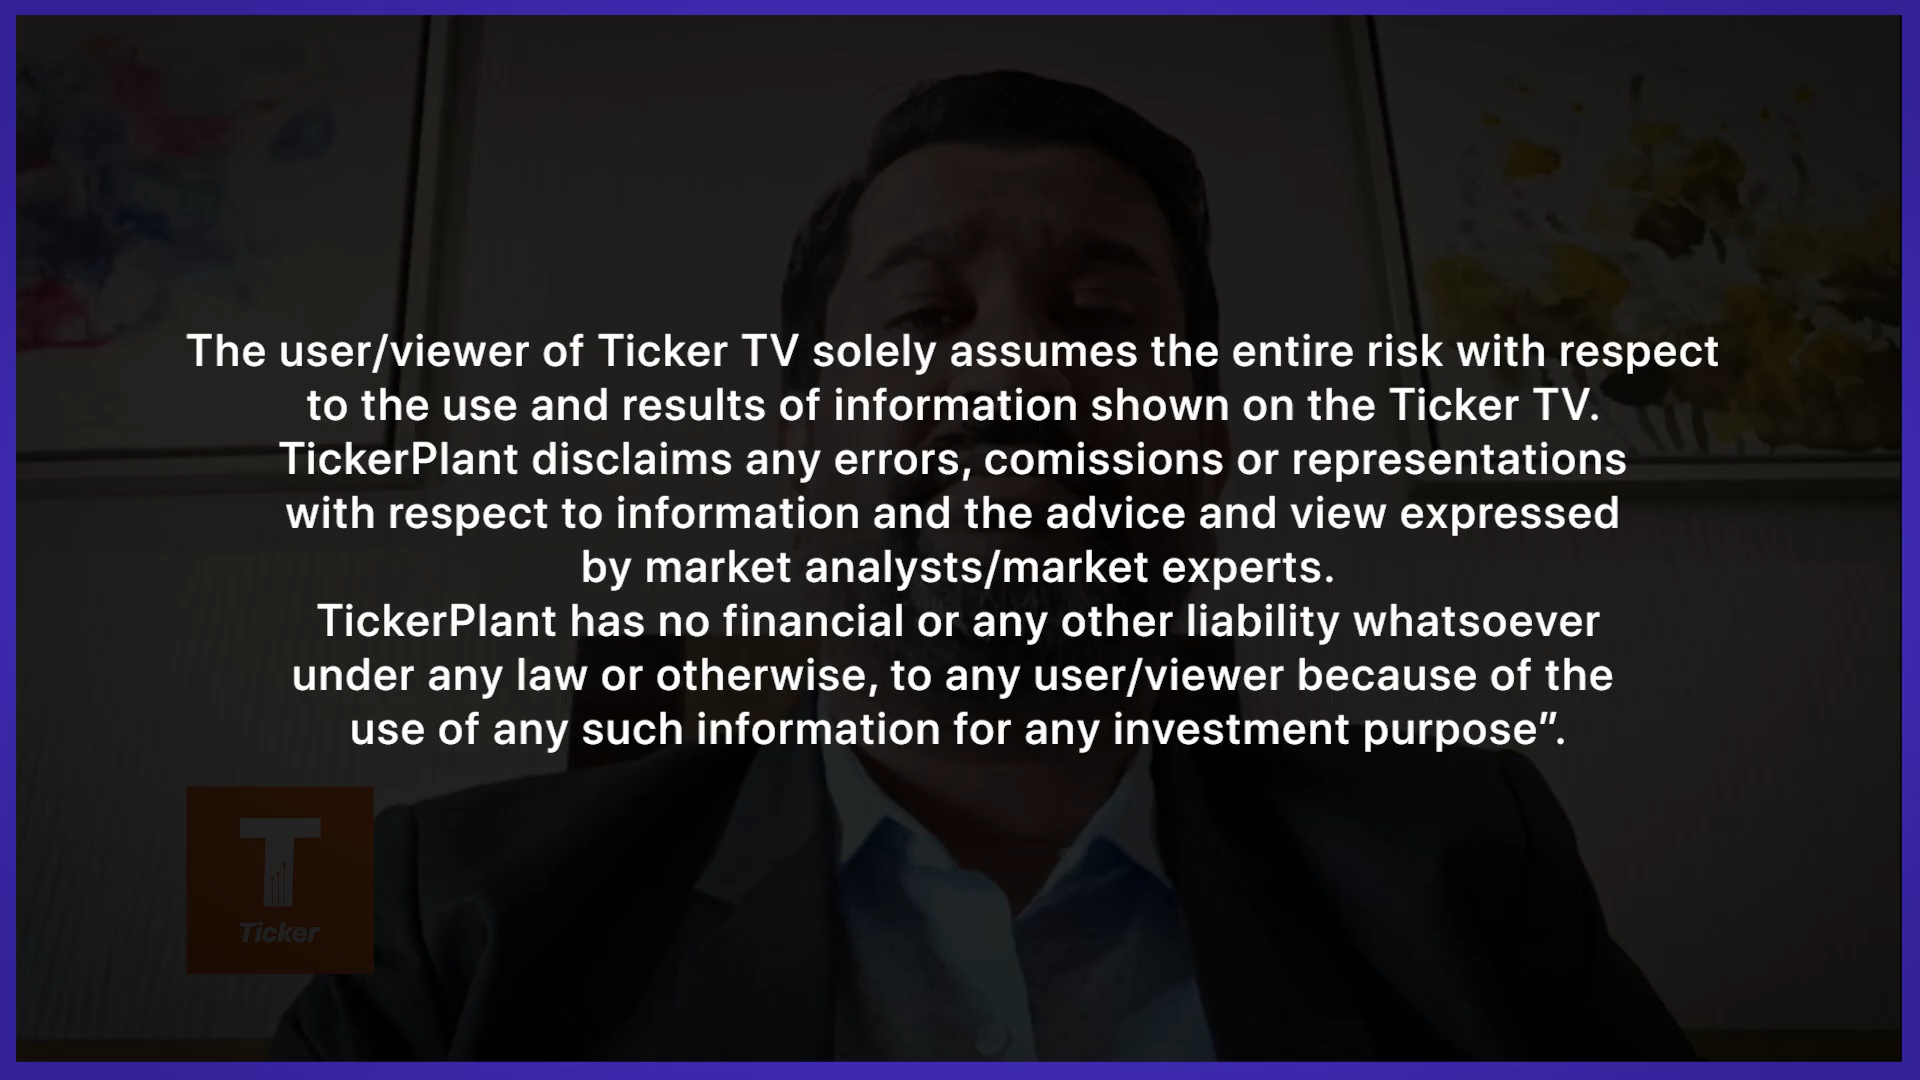 The user/viewer of Ticker TV solely assumes the entire risk with respect
to the use and results of information shown on the Ticker TV.
TickerPlant disclaims any errors, comissions or representations
with respect to information and the advice and view expressed
by market analysts/market experts.
TickerPlant has no financial or any other liability whatsoever
under any law or otherwise, to any user/viewer because of the
use of any such information for any investment purpose”.
T
Ticker